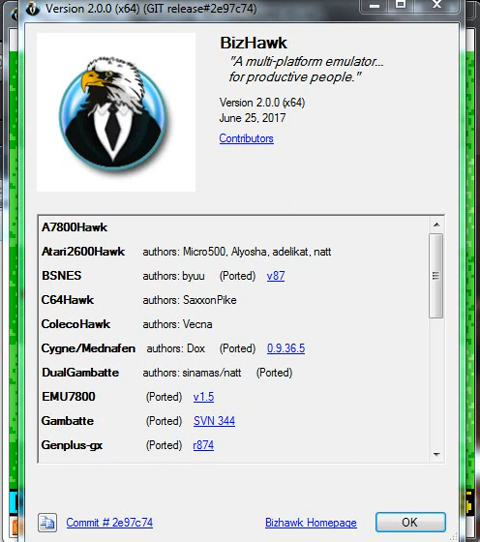 Version 2.0.0 (x64) (GIT release#2e97c74)
BizHawk
"A multi-platform emulator...
for productive people."
Version 2.0.0 (x64)
June 25, 2017
Contributors
A7800Hawk
Atari2600Hawk authors: Micro500, Alyosha, adelikat, natt
BSNES authors: byuu (Ported) v87
C64Hawk authors: SaxxonPike
ColecoHawk authors: Vecna
Cygne/Mednafen authors: Dox (Ported) 0.9.36.5
DualGambatte authors: sinamas/natt (Ported)
EMU7800 (Ported) v1.5
Gambatte (Ported) SVN 344
Genplus-gx (Ported) r874
Commit # 2e97c74 Bizhawk Homepage OK